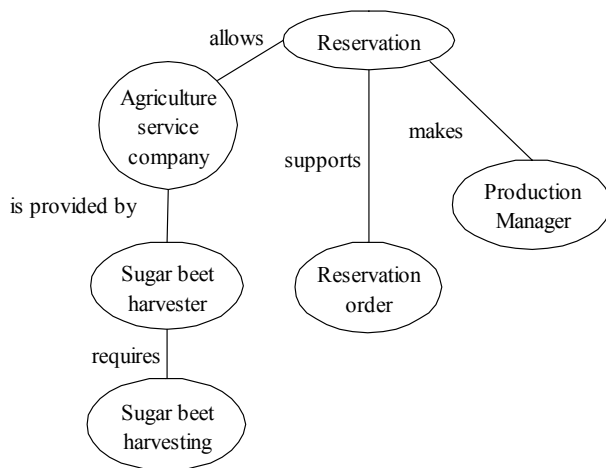 allows
Reservation
Agriculture
service
company
makes
supports
Production
Manager
is provided by
Sugar beet
harvester
Reservation
order
requires
Sugar beet
harvesting